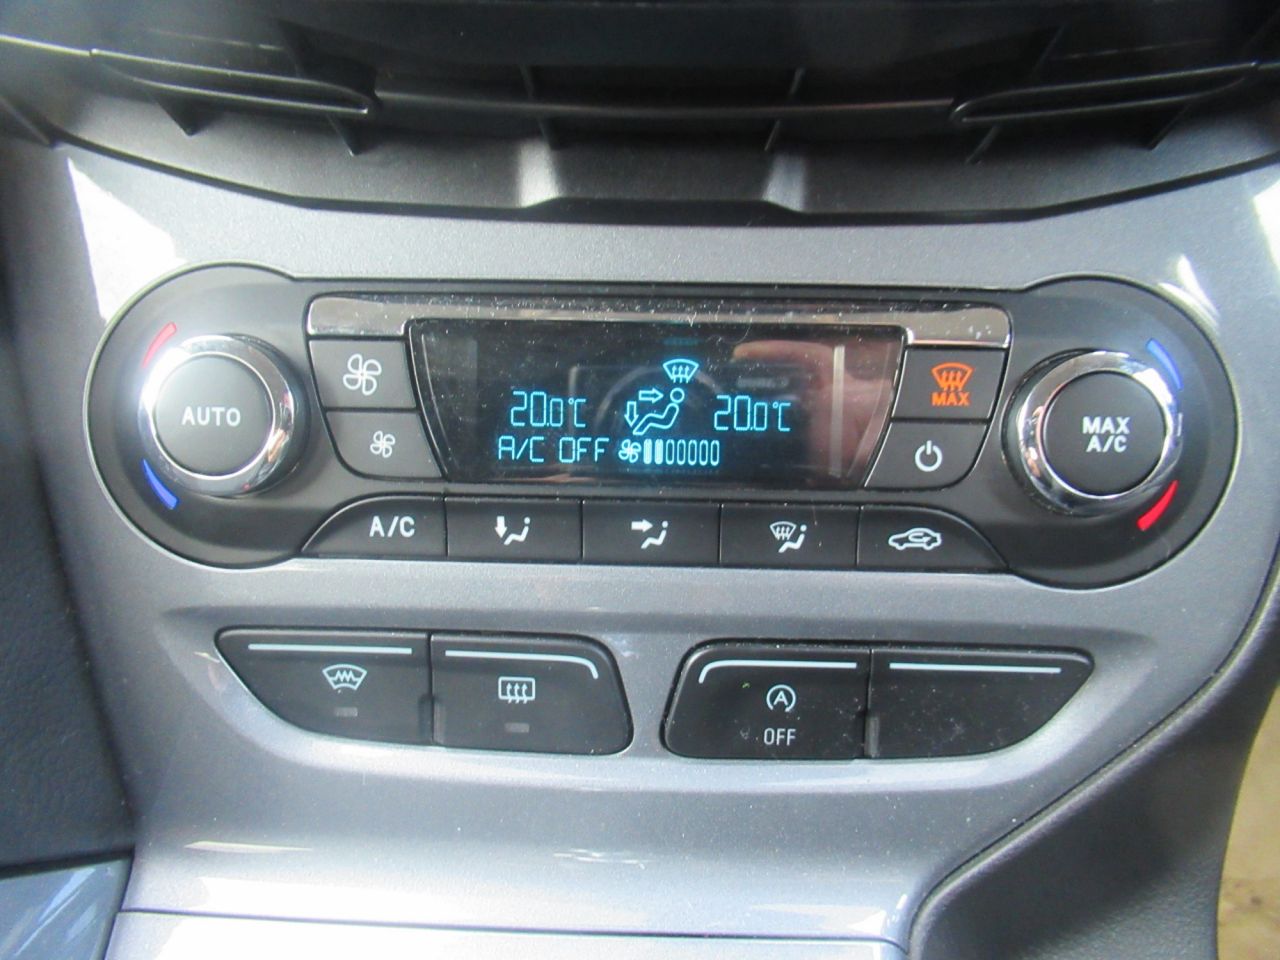 AUTO
20.0°C
20.0°C
A/C OFF
MAX
MAX
A/C
A/C
A
OFF